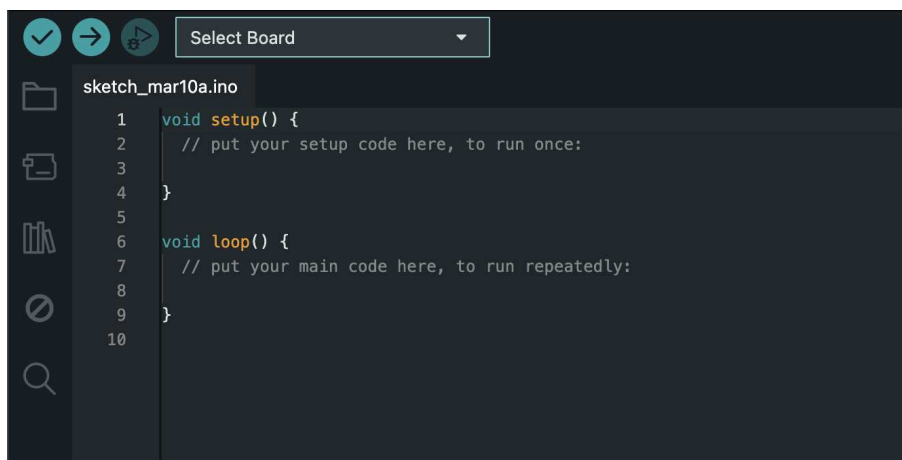 Select Board
sketch_mar10a.ino
1 void setup() {
2 // put your setup code here, to run once:
3
4 }
5
6 void loop() {
7 // put your main code here, to run repeatedly:
8
9 }
10